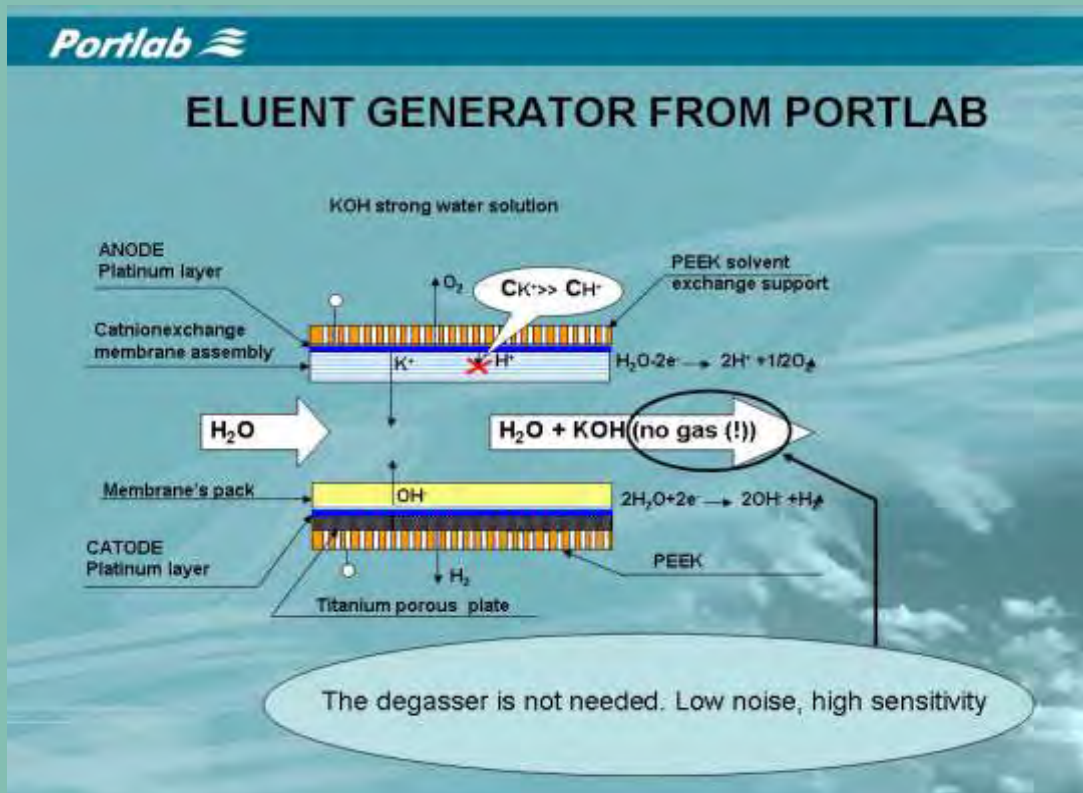 Portlab
ELUENT GENERATOR FROM PORTLAB
KOH strong water solution
ANODE
Platinum layer
O₂
CK⁺>> CH⁺
PEEK solvent
exchange support
Catnionexchange
membrane assembly
K⁺
H⁺
H₂O-2e⁻ → 2H⁺ +1/2O₂
H₂O
H₂O + KOH (no gas (!))
Membrane's pack
OH⁻
2H₂O+2e⁻ → 2OH⁻ +H₂
CATODE
Platinum layer
H₂
PEEK
Titanium porous plate
The degasser is not needed. Low noise, high sensitivity